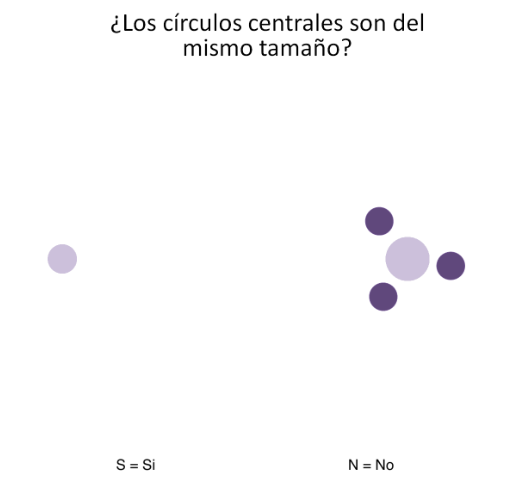 ¿Los círculos centrales son del
mismo tamaño?
S = Si
N = No